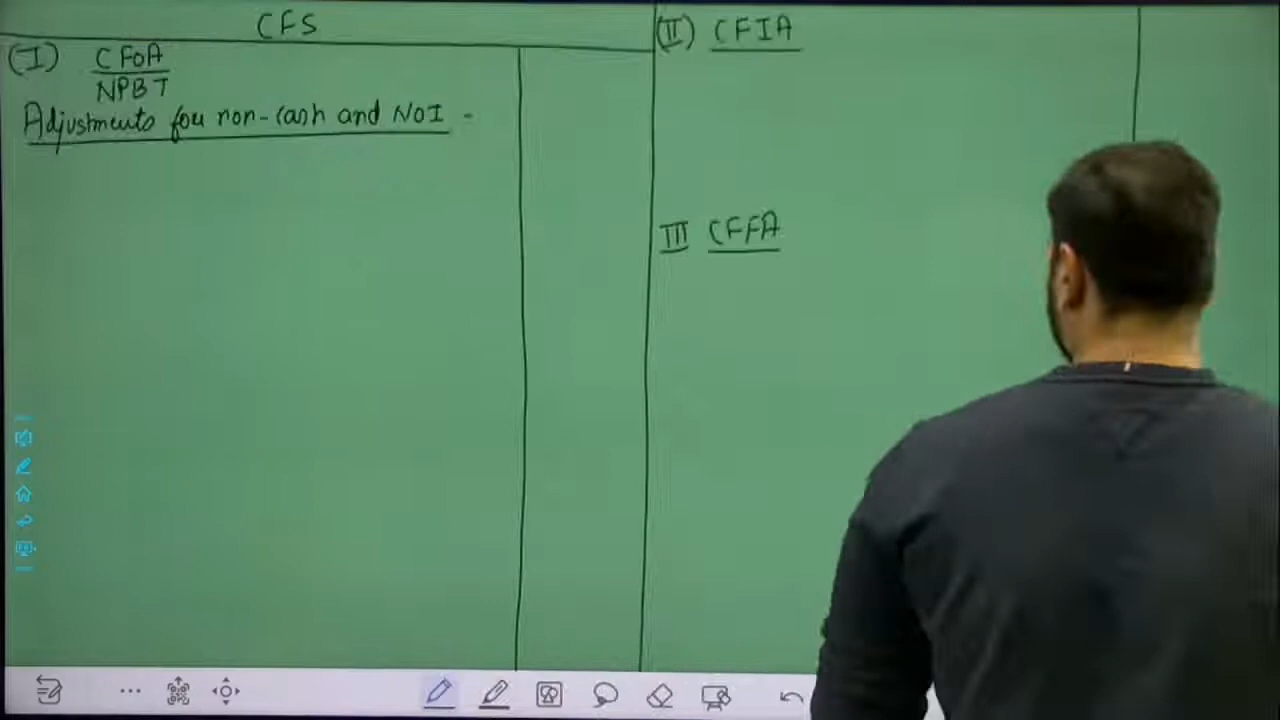 CFS
(I) CFOA
NPBT
Adjustments for non-cash and NOI -
(II) CFIA
III CFFA